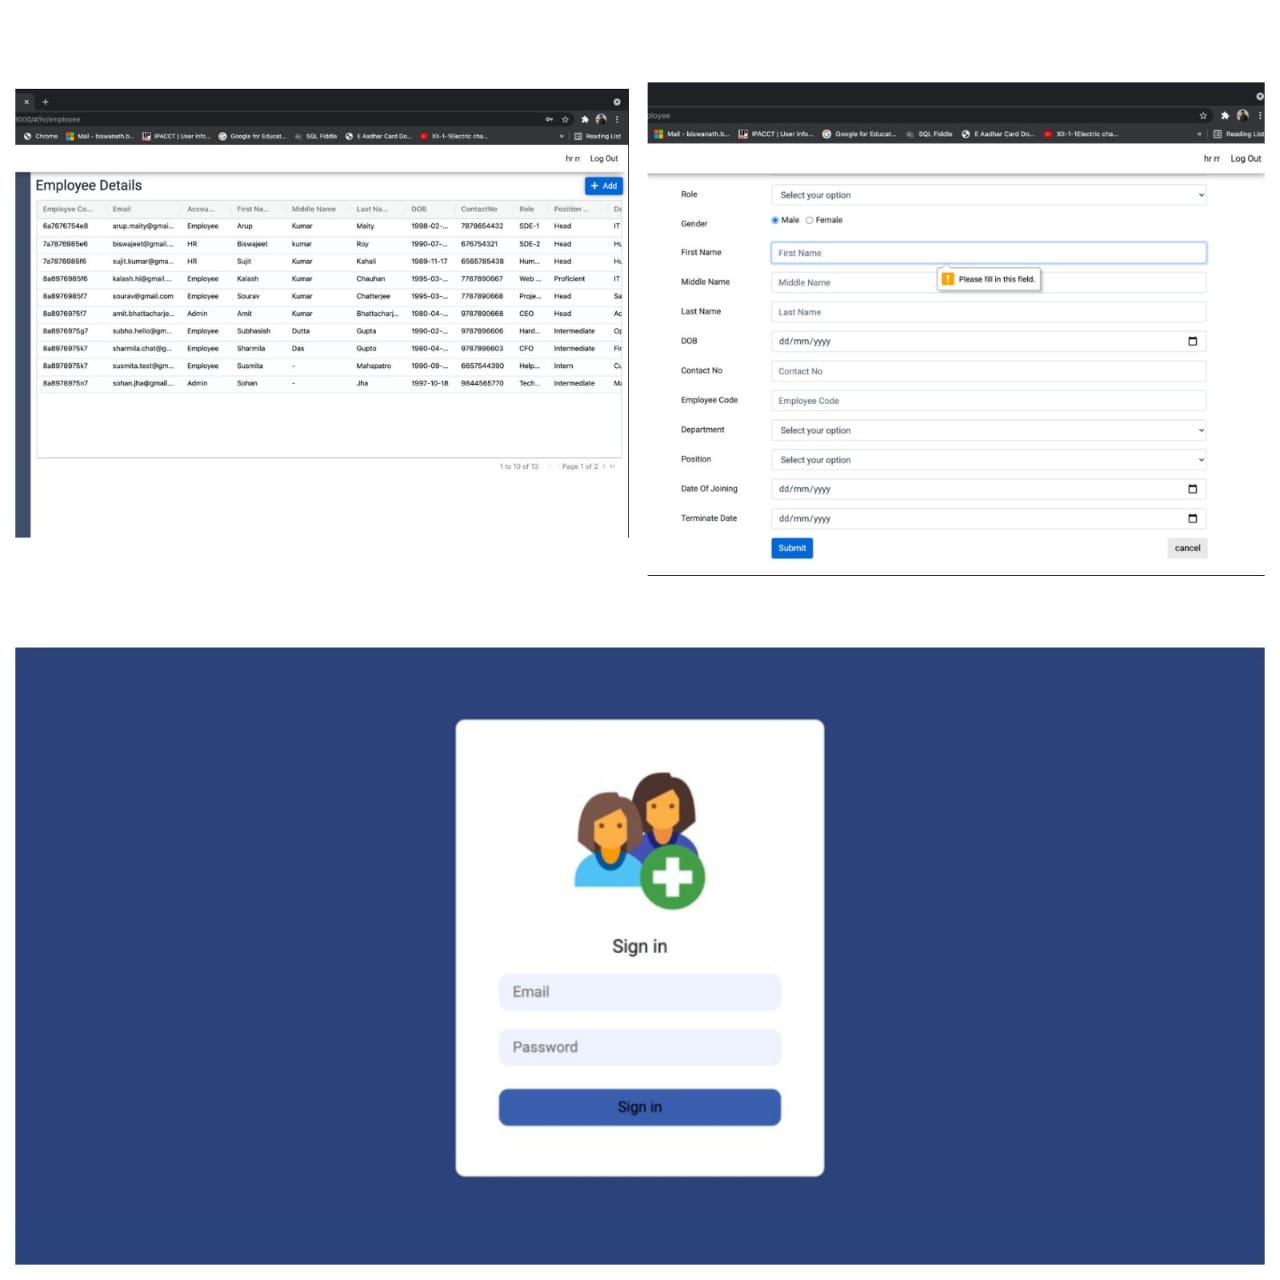 × +
8000/#/hr/employee
Chrome Mail - biswanath.b... IPACCT | User Info... Google for Educat... SQL Fiddle E Aadhar Card Do... XII-1-1Electric cha... » Reading List
hr rr Log Out
Employee Details + Add
Employee Co... Email Accou... First Na... Middle Name Last Na... DOB ContactNo Role Position ... De
6a7676754e8 arup.maity@gmai... Employee Arup Kumar Maity 1998-02-... 7878654432 SDE-1 Head IT
7a7876985e6 biswajeet@gmail.... HR Biswajeet kumar Roy 1990-07-... 676754321 SDE-2 Head Hu
7a7876985f6 sujit.kumar@gma... HR Sujit Kumar Kahali 1989-11-17 6565785438 Hum... Head Hu
8a8976985f6 kalash.hi@gmail.... Employee Kalash Kumar Chauhan 1995-03-... 7787890667 Web ... Proficient IT
8a8976985f7 sourav@gmail.com Employee Sourav Kumar Chatterjee 1995-03-... 7787890668 Proje... Head Sa
8a8976975f7 amit.bhattacharje... Admin Amit Kumar Bhattacharj... 1980-04-... 9787890668 CEO Head Ac
8a8976975g7 subho.hello@gm... Employee Subhasish Dutta Gupta 1990-02-... 9787896606 Hard... Intermediate Op
8a8976975k7 sharmila.chat@g... Employee Sharmila Das Gupto 1980-04-... 9787896603 CFO Intermediate Fir
8a8978975k7 susmita.test@gm... Employee Susmita - Mahapatro 1990-09-... 6657544390 Help... Intern Cu
8a8978975n7 sohan.jha@gmail.... Admin Sohan - Jha 1997-10-18 9844565770 Tech... Intermediate Ma
1 to 10 of 13 Page 1 of 2
ployee
Mail - biswanath.b... IPACCT | User Info... Google for Educat... SQL Fiddle E Aadhar Card Do... XII-1-1Electric cha... » Reading List
hr rr Log Out
Role Select your option
Gender Male Female
First Name First Name
Please fill in this field.
Middle Name Middle Name
Last Name Last Name
DOB dd/mm/yyyy
Contact No Contact No
Employee Code Employee Code
Department Select your option
Position Select your option
Date Of Joining dd/mm/yyyy
Terminate Date dd/mm/yyyy
Submit cancel
Sign in
Email
Password
Sign in